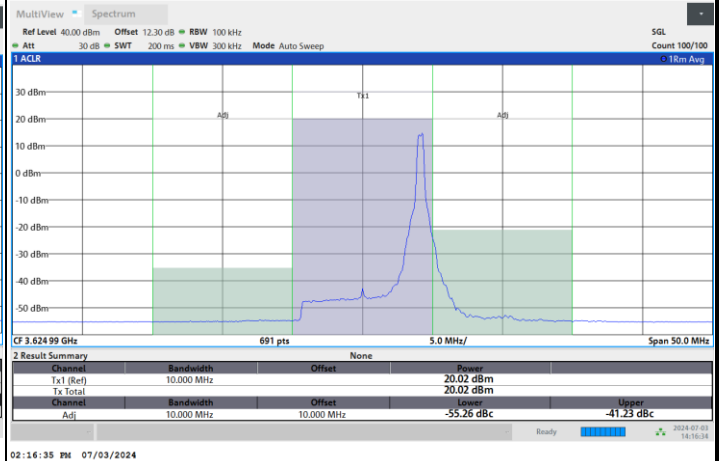 MultiView Spectrum
Ref Level 40.00 dBm Offset 12.30 dB RBW 100 kHz SGL
Att 30 dB SWT 200 ms VBW 300 kHz Mode Auto Sweep Count 100/100
1 ACLR 1Rm Avg
30 dBm
Tx1
20 dBm Adj Adj
10 dBm
0 dBm
-10 dBm
-20 dBm
-30 dBm
-40 dBm
-50 dBm
CF 3.624 99 GHz 691 pts 5.0 MHz/ Span 50.0 MHz
2 Result Summary None
Channel Bandwidth Offset Power
Tx1 (Ref) 10.000 MHz 20.02 dBm
Tx Total 20.02 dBm
Channel Bandwidth Offset Lower Upper
Adj 10.000 MHz 10.000 MHz -55.26 dBc -41.23 dBc
Ready 2024-07-03
14:16:34
02:16:35 PM 07/03/2024